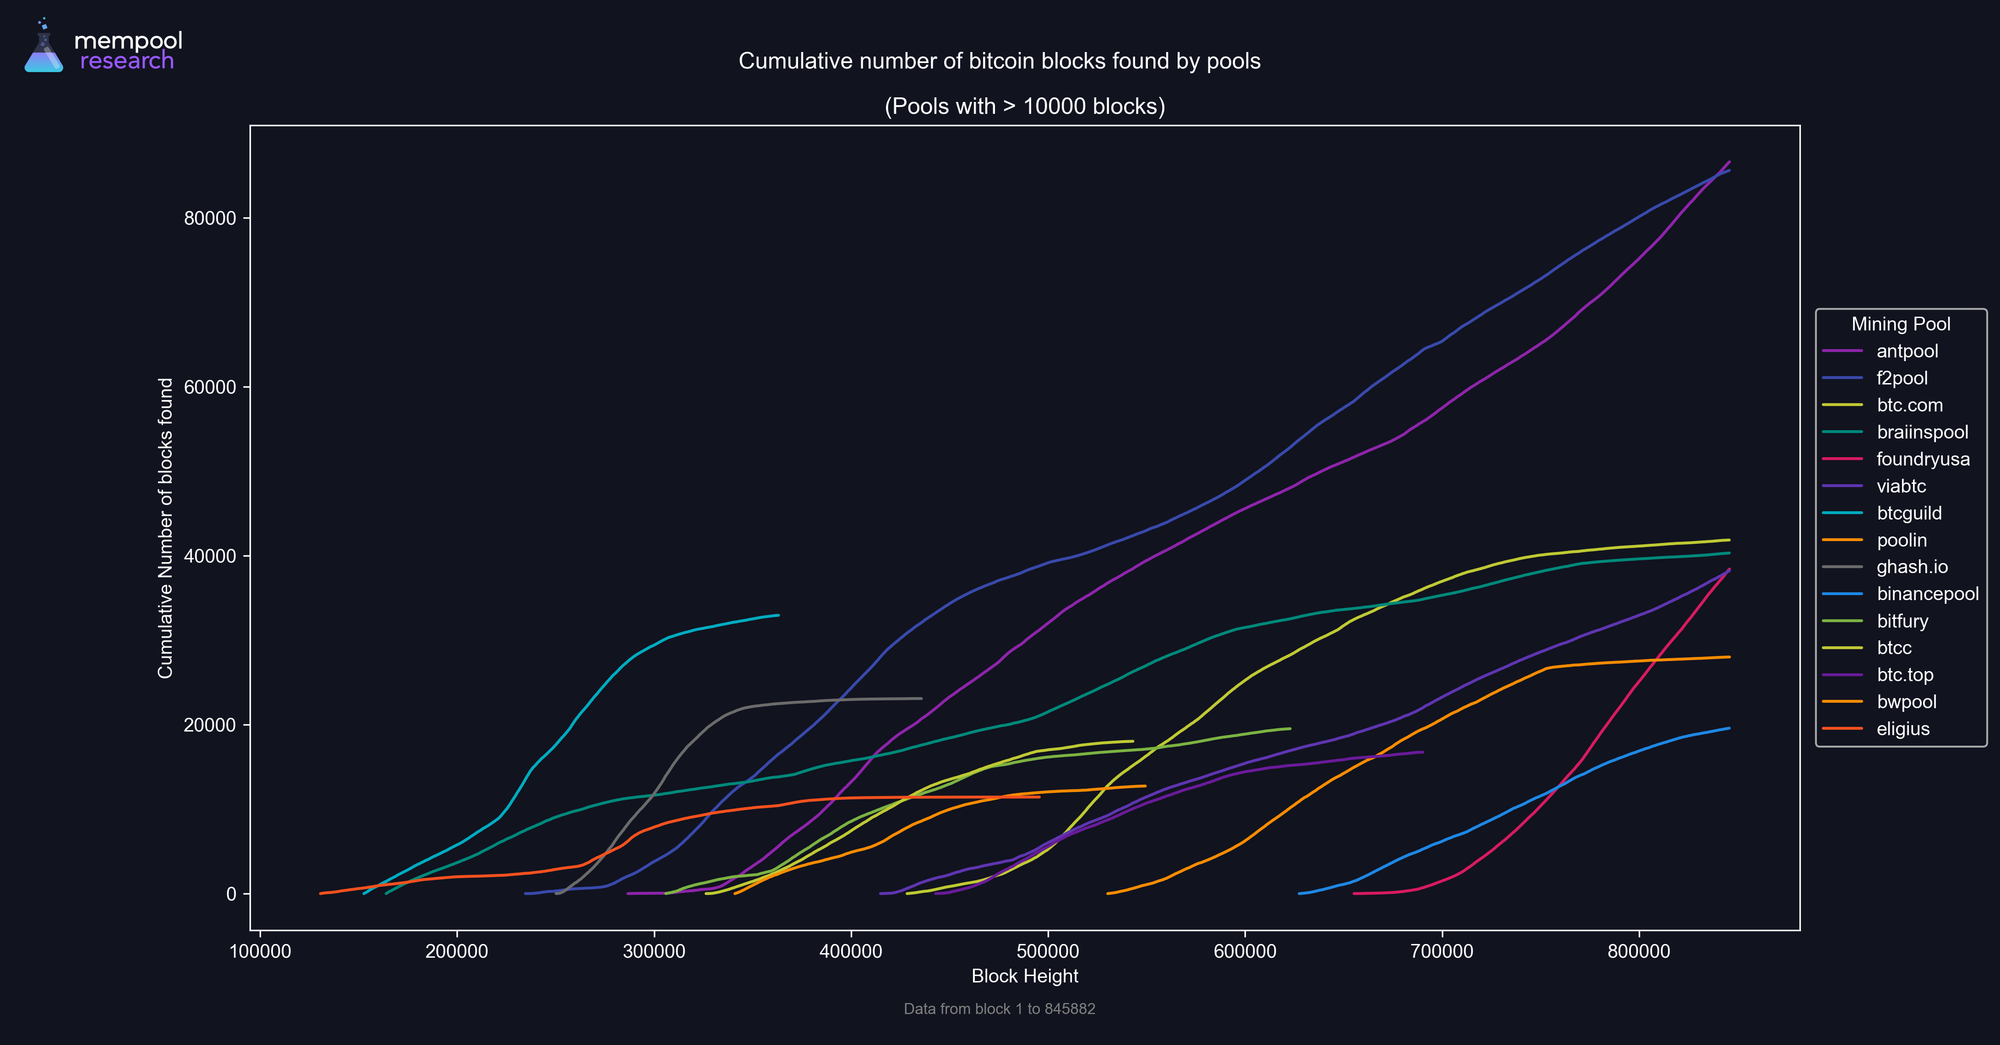 mempool
research
Cumulative number of bitcoin blocks found by pools
(Pools with > 10000 blocks)
Cumulative Number of blocks found
80000
60000
40000
20000
0
100000
200000
300000
400000
500000
600000
700000
800000
Block Height
Data from block 1 to 845882
Mining Pool
antpool
f2pool
btc.com
braiinspool
foundryusa
viabtc
btcguild
poolin
ghash.io
binancepool
bitfury
btcc
btc.top
bwpool
eligius